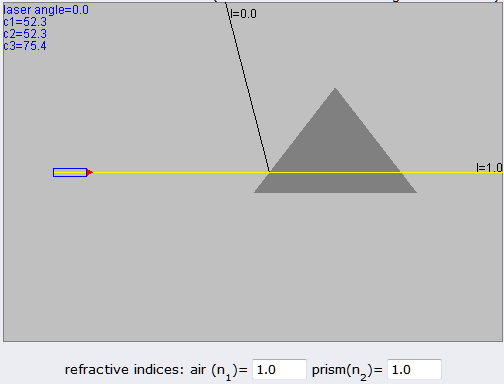 laser angle=0.0
c1=52.3
c2=52.3
c3=75.4
I=0.0
I=1.0
refractive indices: air (n1)= 1.0 prism(n2)= 1.0